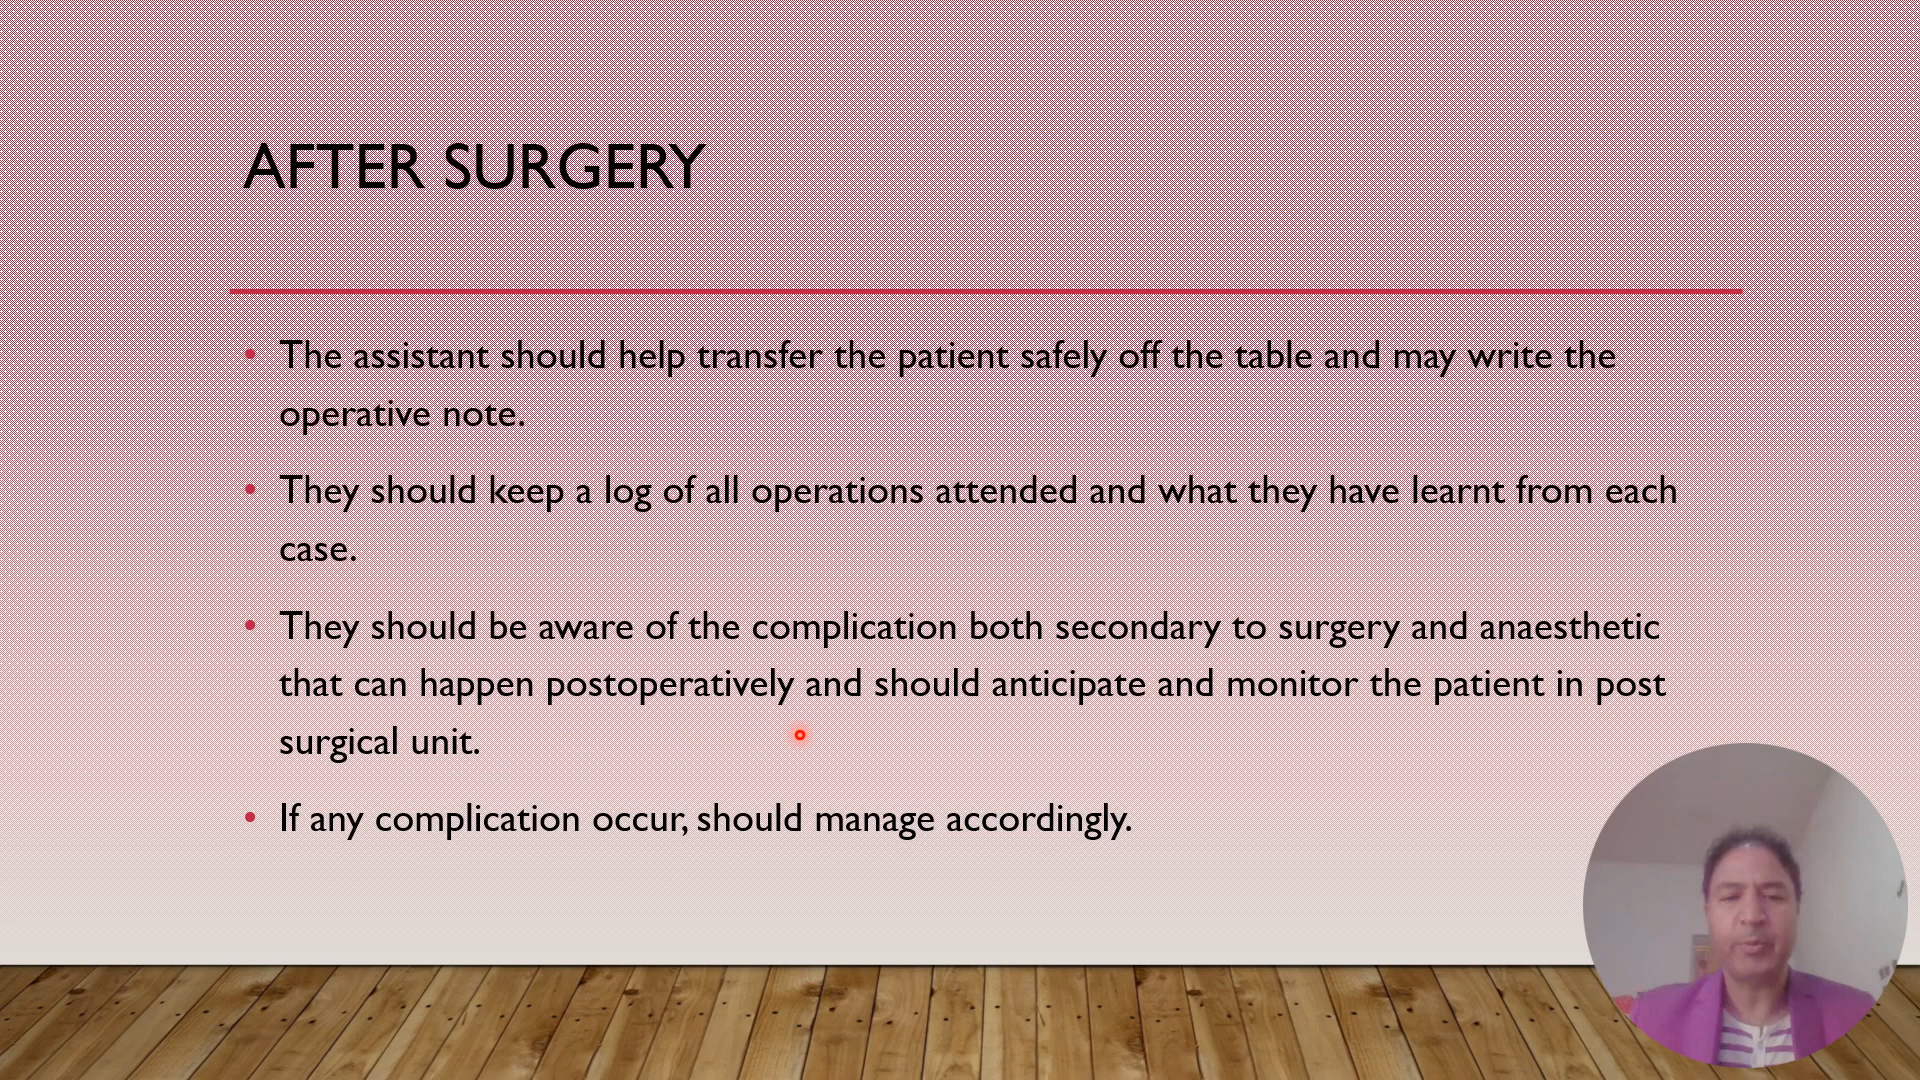 AFTER SURGERY
• The assistant should help transfer the patient safely off the table and may write the
operative note.
• They should keep a log of all operations attended and what they have learnt from each
case.
• They should be aware of the complication both secondary to surgery and anaesthetic
that can happen postoperatively and should anticipate and monitor the patient in post
surgical unit.
• If any complication occur, should manage accordingly.